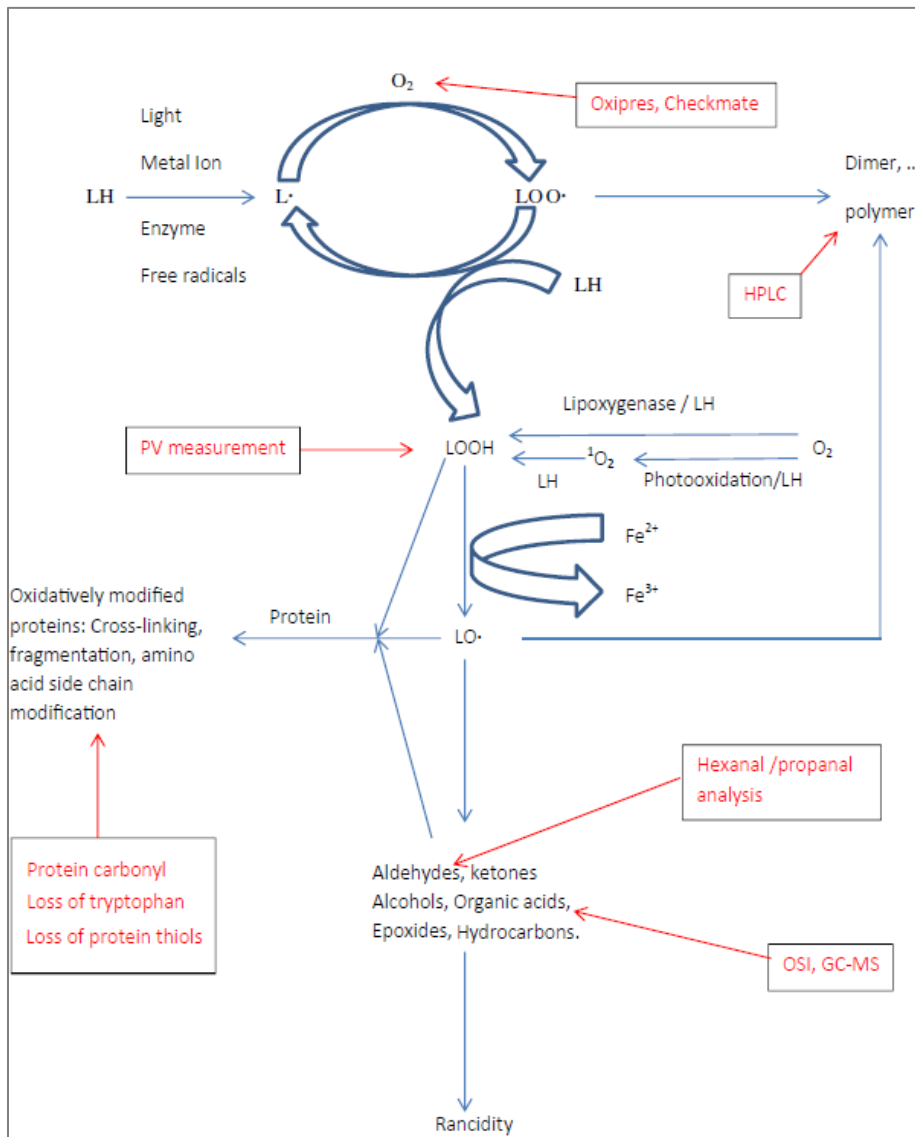 O₂
Oxipres, Checkmate
Light
Metal Ion
LH
L•
LOO•
Dimer, ..
polymer
Enzyme
Free radicals
LH
HPLC
Lipoxygenase / LH
PV measurement
LOOH
¹O₂
O₂
LH
Photooxidation/LH
Fe²⁺
Fe³⁺
Oxidatively modified
proteins: Cross-linking,
fragmentation, amino
acid side chain
modification
Protein
LO•
Hexanal /propanal
analysis
Protein carbonyl
Loss of tryptophan
Loss of protein thiols
Aldehydes, ketones
Alcohols, Organic acids,
Epoxides, Hydrocarbons.
OSI, GC-MS
Rancidity